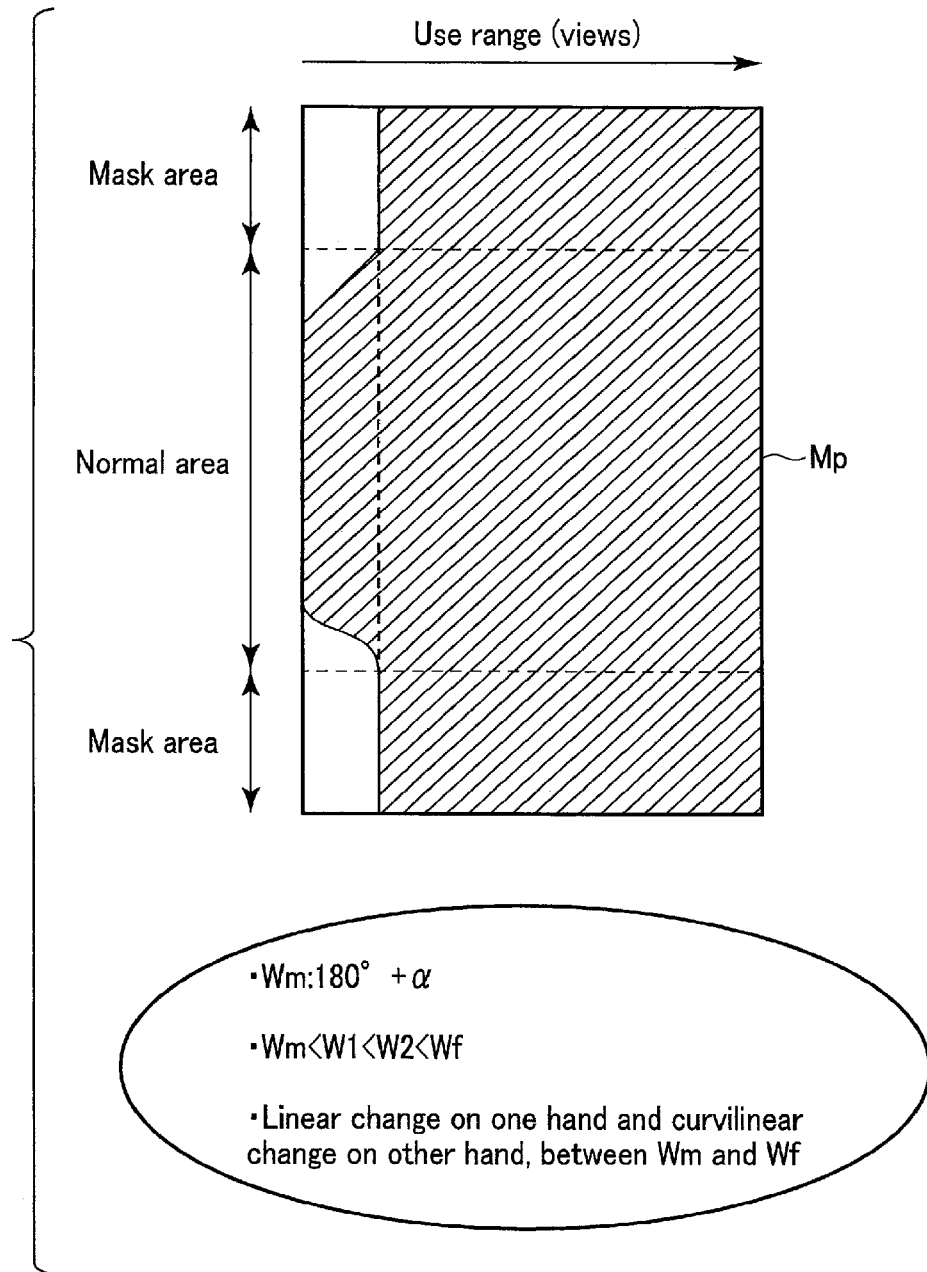 Use range (views)
Mask area
Normal area
Mp
Mask area
▪Wm:180° +α
▪Wm<W1<W2<Wf
▪Linear change on one hand and curvilinear
change on other hand, between Wm and Wf